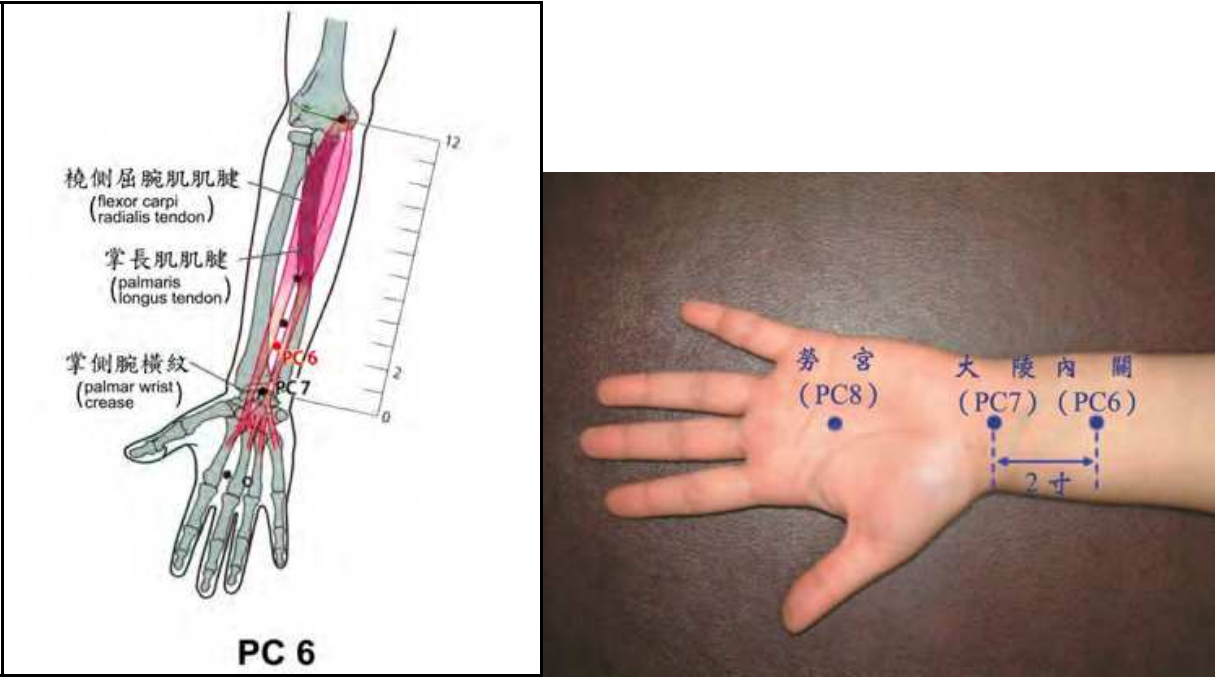 12
橈側屈腕肌肌腱
(flexor carpi
radialis tendon)
掌長肌肌腱
(palmaris
longus tendon)
PC 6
掌側腕橫紋
(palmar wrist
crease)
PC 7
2
0
PC 6
勞宮
(PC8)
大陵 內關
(PC7) (PC6)
2寸